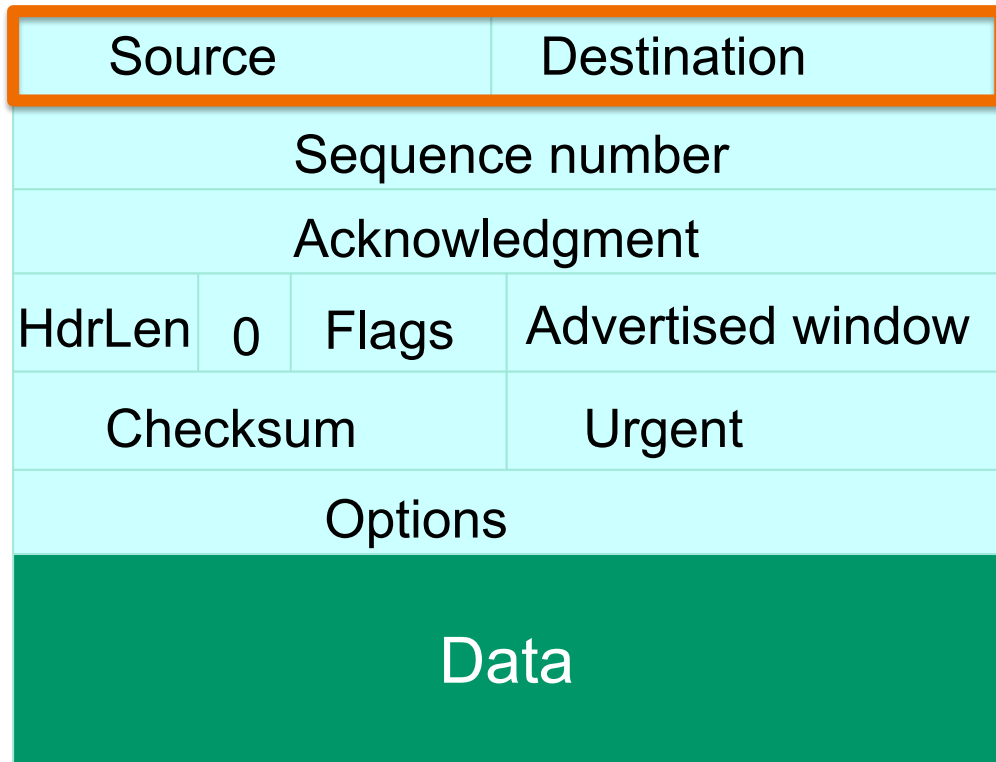 Source Destination
Sequence number
Acknowledgment
HdrLen 0 Flags Advertised window
Checksum Urgent
Options
Data